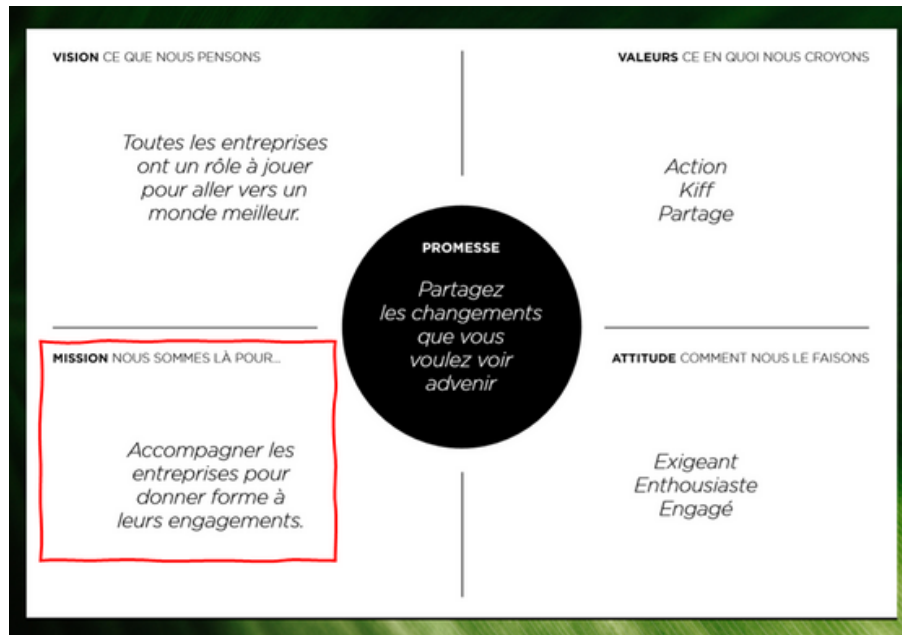 VISION CE QUE NOUS PENSONS
Toutes les entreprises
ont un rôle à jouer
pour aller vers un
monde meilleur.
VALEURS CE EN QUOI NOUS CROYONS
Action
Kiff
Partage
PROMESSE
Partagez
les changements
que vous
voulez voir
advenir
MISSION NOUS SOMMES LÀ POUR...
Accompagner les
entreprises pour
donner forme à
leurs engagements.
ATTITUDE COMMENT NOUS LE FAISONS
Exigeant
Enthousiaste
Engagé